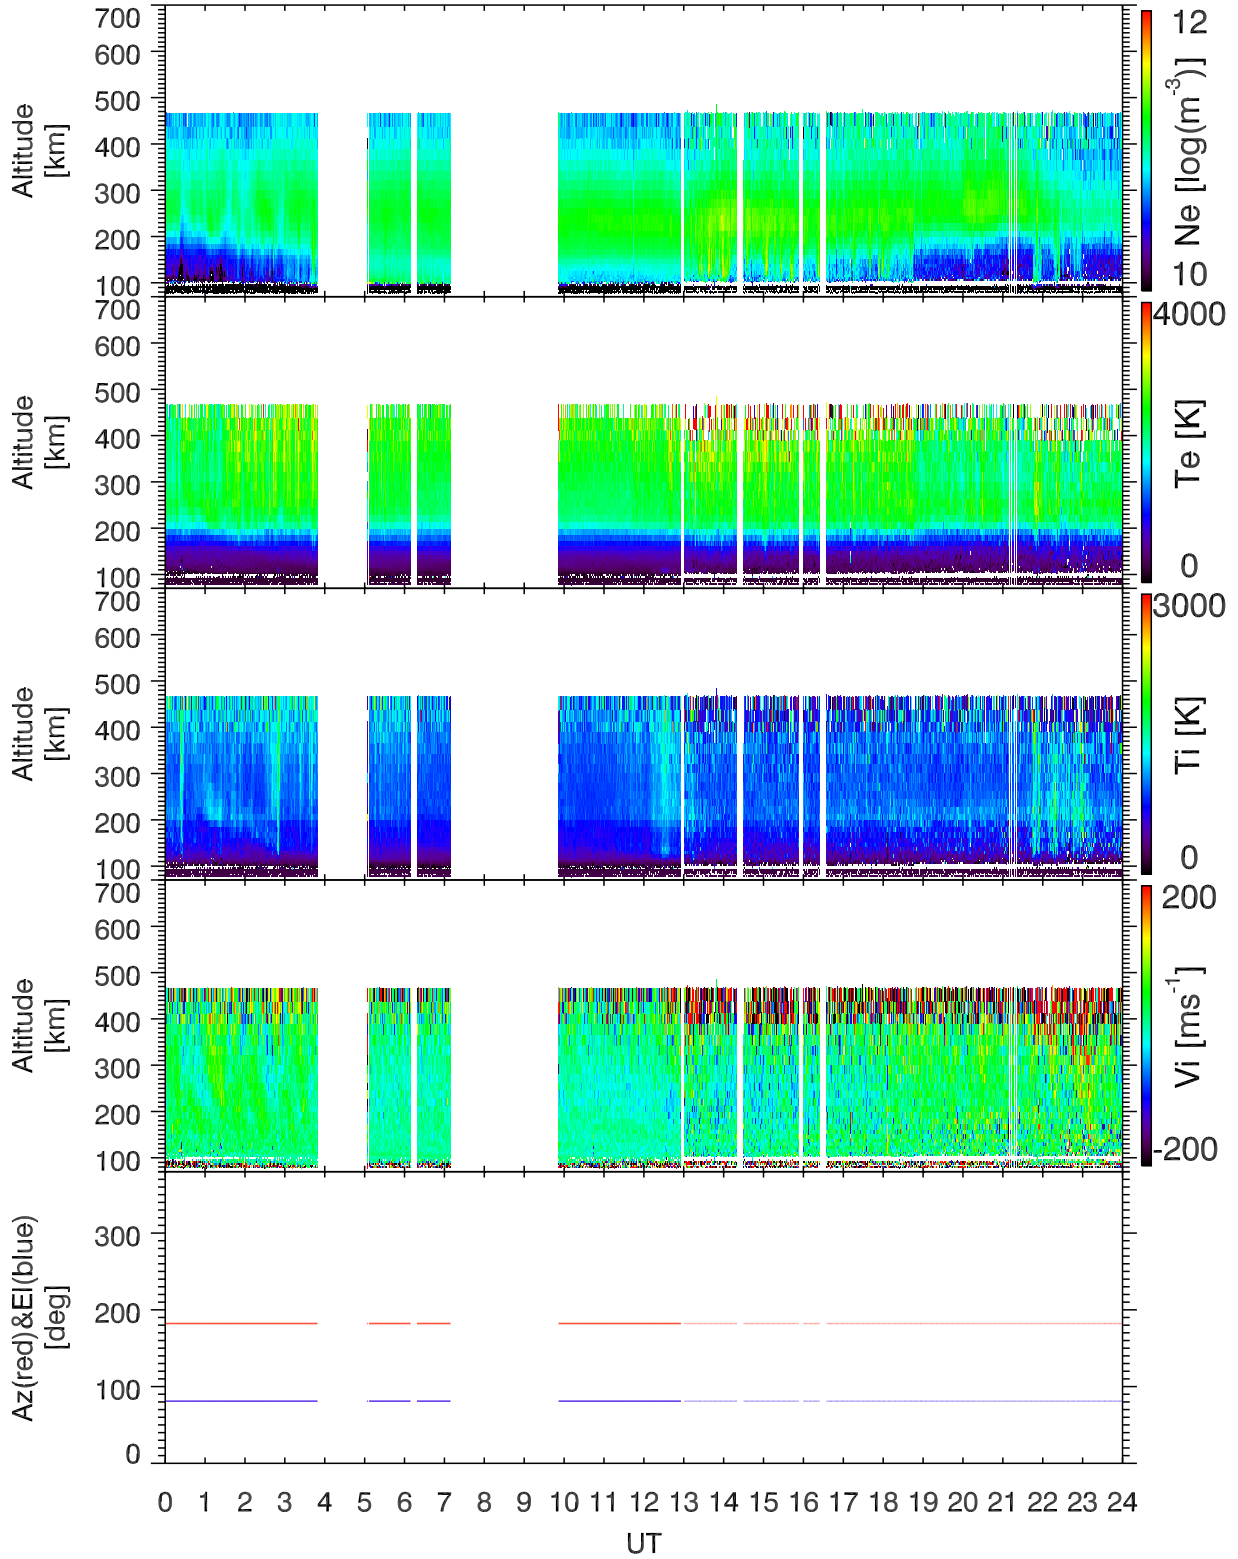 700
600
500
400
300
200
100
Altitude
[km]
12
10
Ne [log(m⁻³)]
700
600
500
400
300
200
100
Altitude
[km]
4000
0
Te [K]
700
600
500
400
300
200
100
Altitude
[km]
3000
0
Ti [K]
700
600
500
400
300
200
100
Altitude
[km]
200
-200
Vi [ms⁻¹]
300
200
100
0
Az(red)&El(blue)
[deg]
0 1 2 3 4 5 6 7 8 9 10 11 12 13 14 15 16 17 18 19 20 21 22 23 24
UT